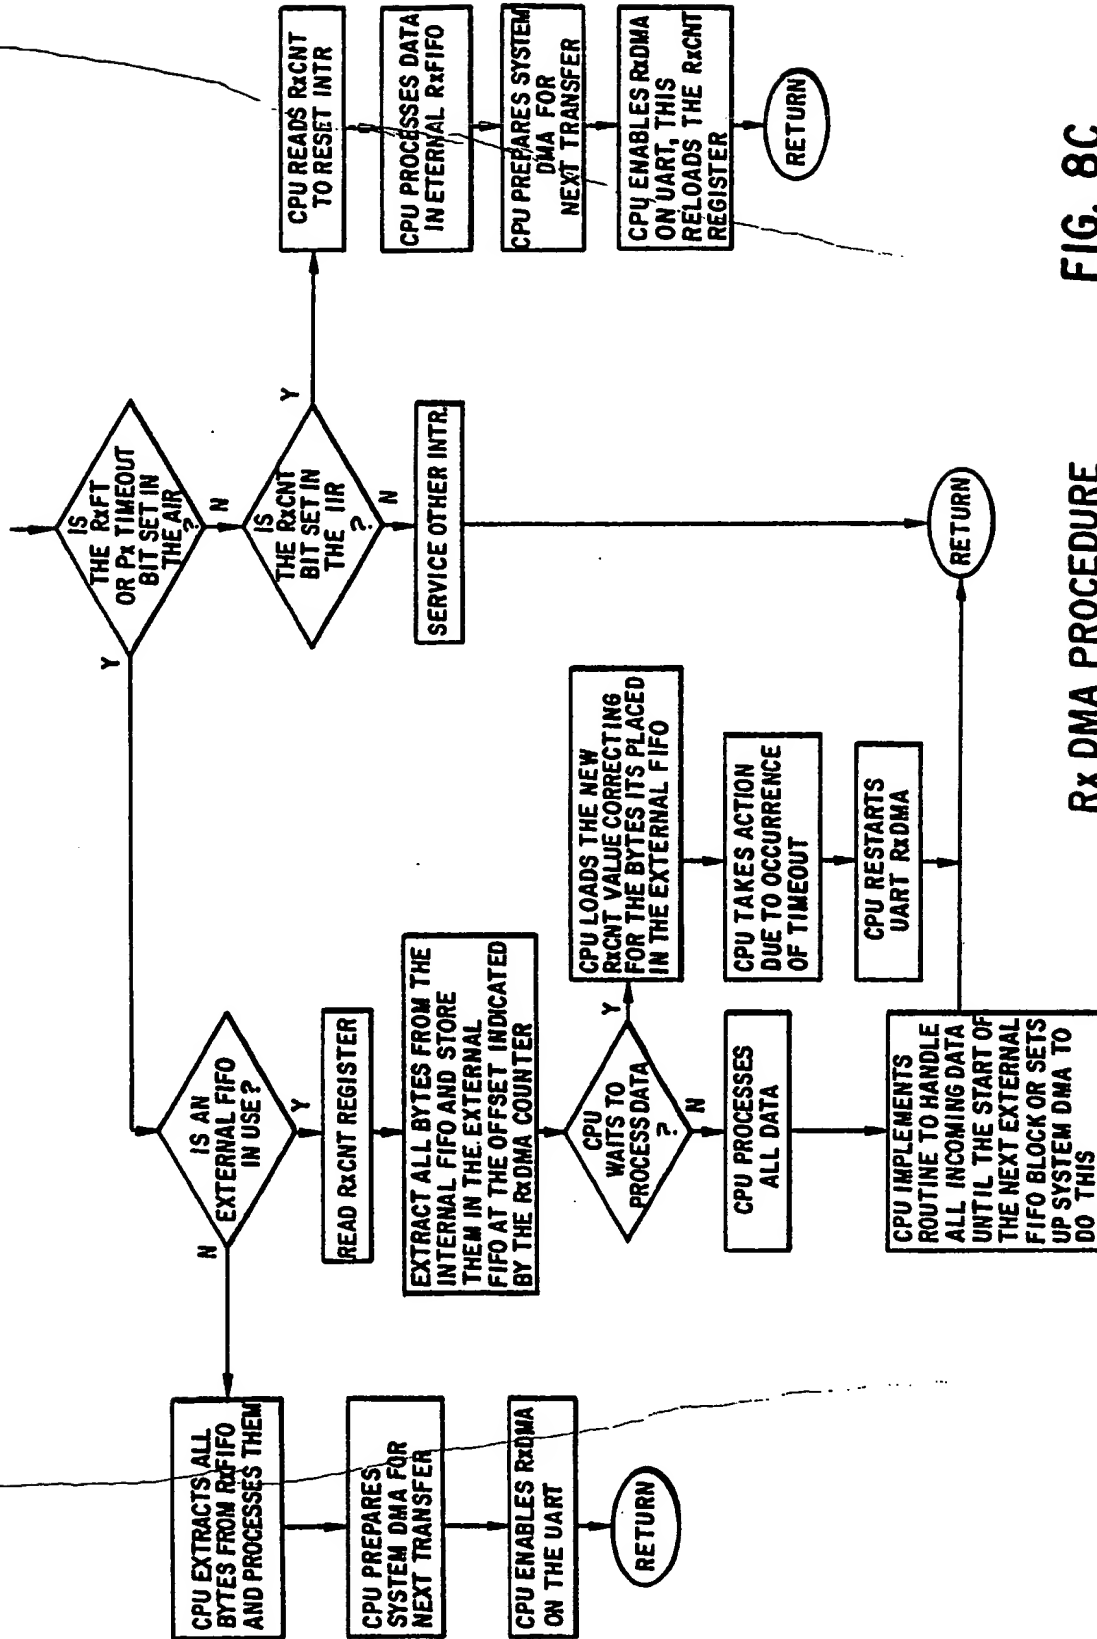 IS
THE RxFT
OR Px TIMEOUT
BIT SET IN
THE AIR
?
Y
N
IS
THE RxCNT
BIT SET IN
THE IIR
?
Y
N
CPU READS RxCNT
TO RESET INTR
CPU PROCESSES DATA
IN ETERNAL RxFIFO
CPU PREPARES SYSTEM
DMA FOR
NEXT TRANSFER
CPU ENABLES RxDMA
ON UART, THIS
RELOADS THE RxCNT
REGISTER
RETURN
SERVICE OTHER INTR.
RETURN
IS AN
EXTERNAL FIFO
IN USE?
N
Y
CPU EXTRACTS ALL
BYTES FROM RxFIFO
AND PROCESSES THEM
CPU PREPARES
SYSTEM DMA FOR
NEXT TRANSFER
CPU ENABLES RxDMA
ON THE UART
RETURN
READ RxCNT REGISTER
EXTRACT ALL BYTES FROM THE
INTERNAL FIFO AND STORE
THEM IN THE EXTERNAL
FIFO AT THE OFFSET INDICATED
BY THE RxDMA COUNTER
CPU
WAITS TO
PROCESS DATA
?
Y
N
CPU LOADS THE NEW
RxCNT VALUE CORRECTING
FOR THE BYTES ITS PLACED
IN THE EXTERNAL FIFO
CPU TAKES ACTION
DUE TO OCCURRENCE
OF TIMEOUT
CPU RESTARTS
UART RxDMA
CPU PROCESSES
ALL DATA
CPU IMPLEMENTS
ROUTINE TO HANDLE
ALL INCOMING DATA
UNTIL THE START OF
THE NEXT EXTERNAL
FIFO BLOCK OR SETS
UP SYSTEM DMA TO
DO THIS
Rx DMA PROCEDURE
FIG. 8C